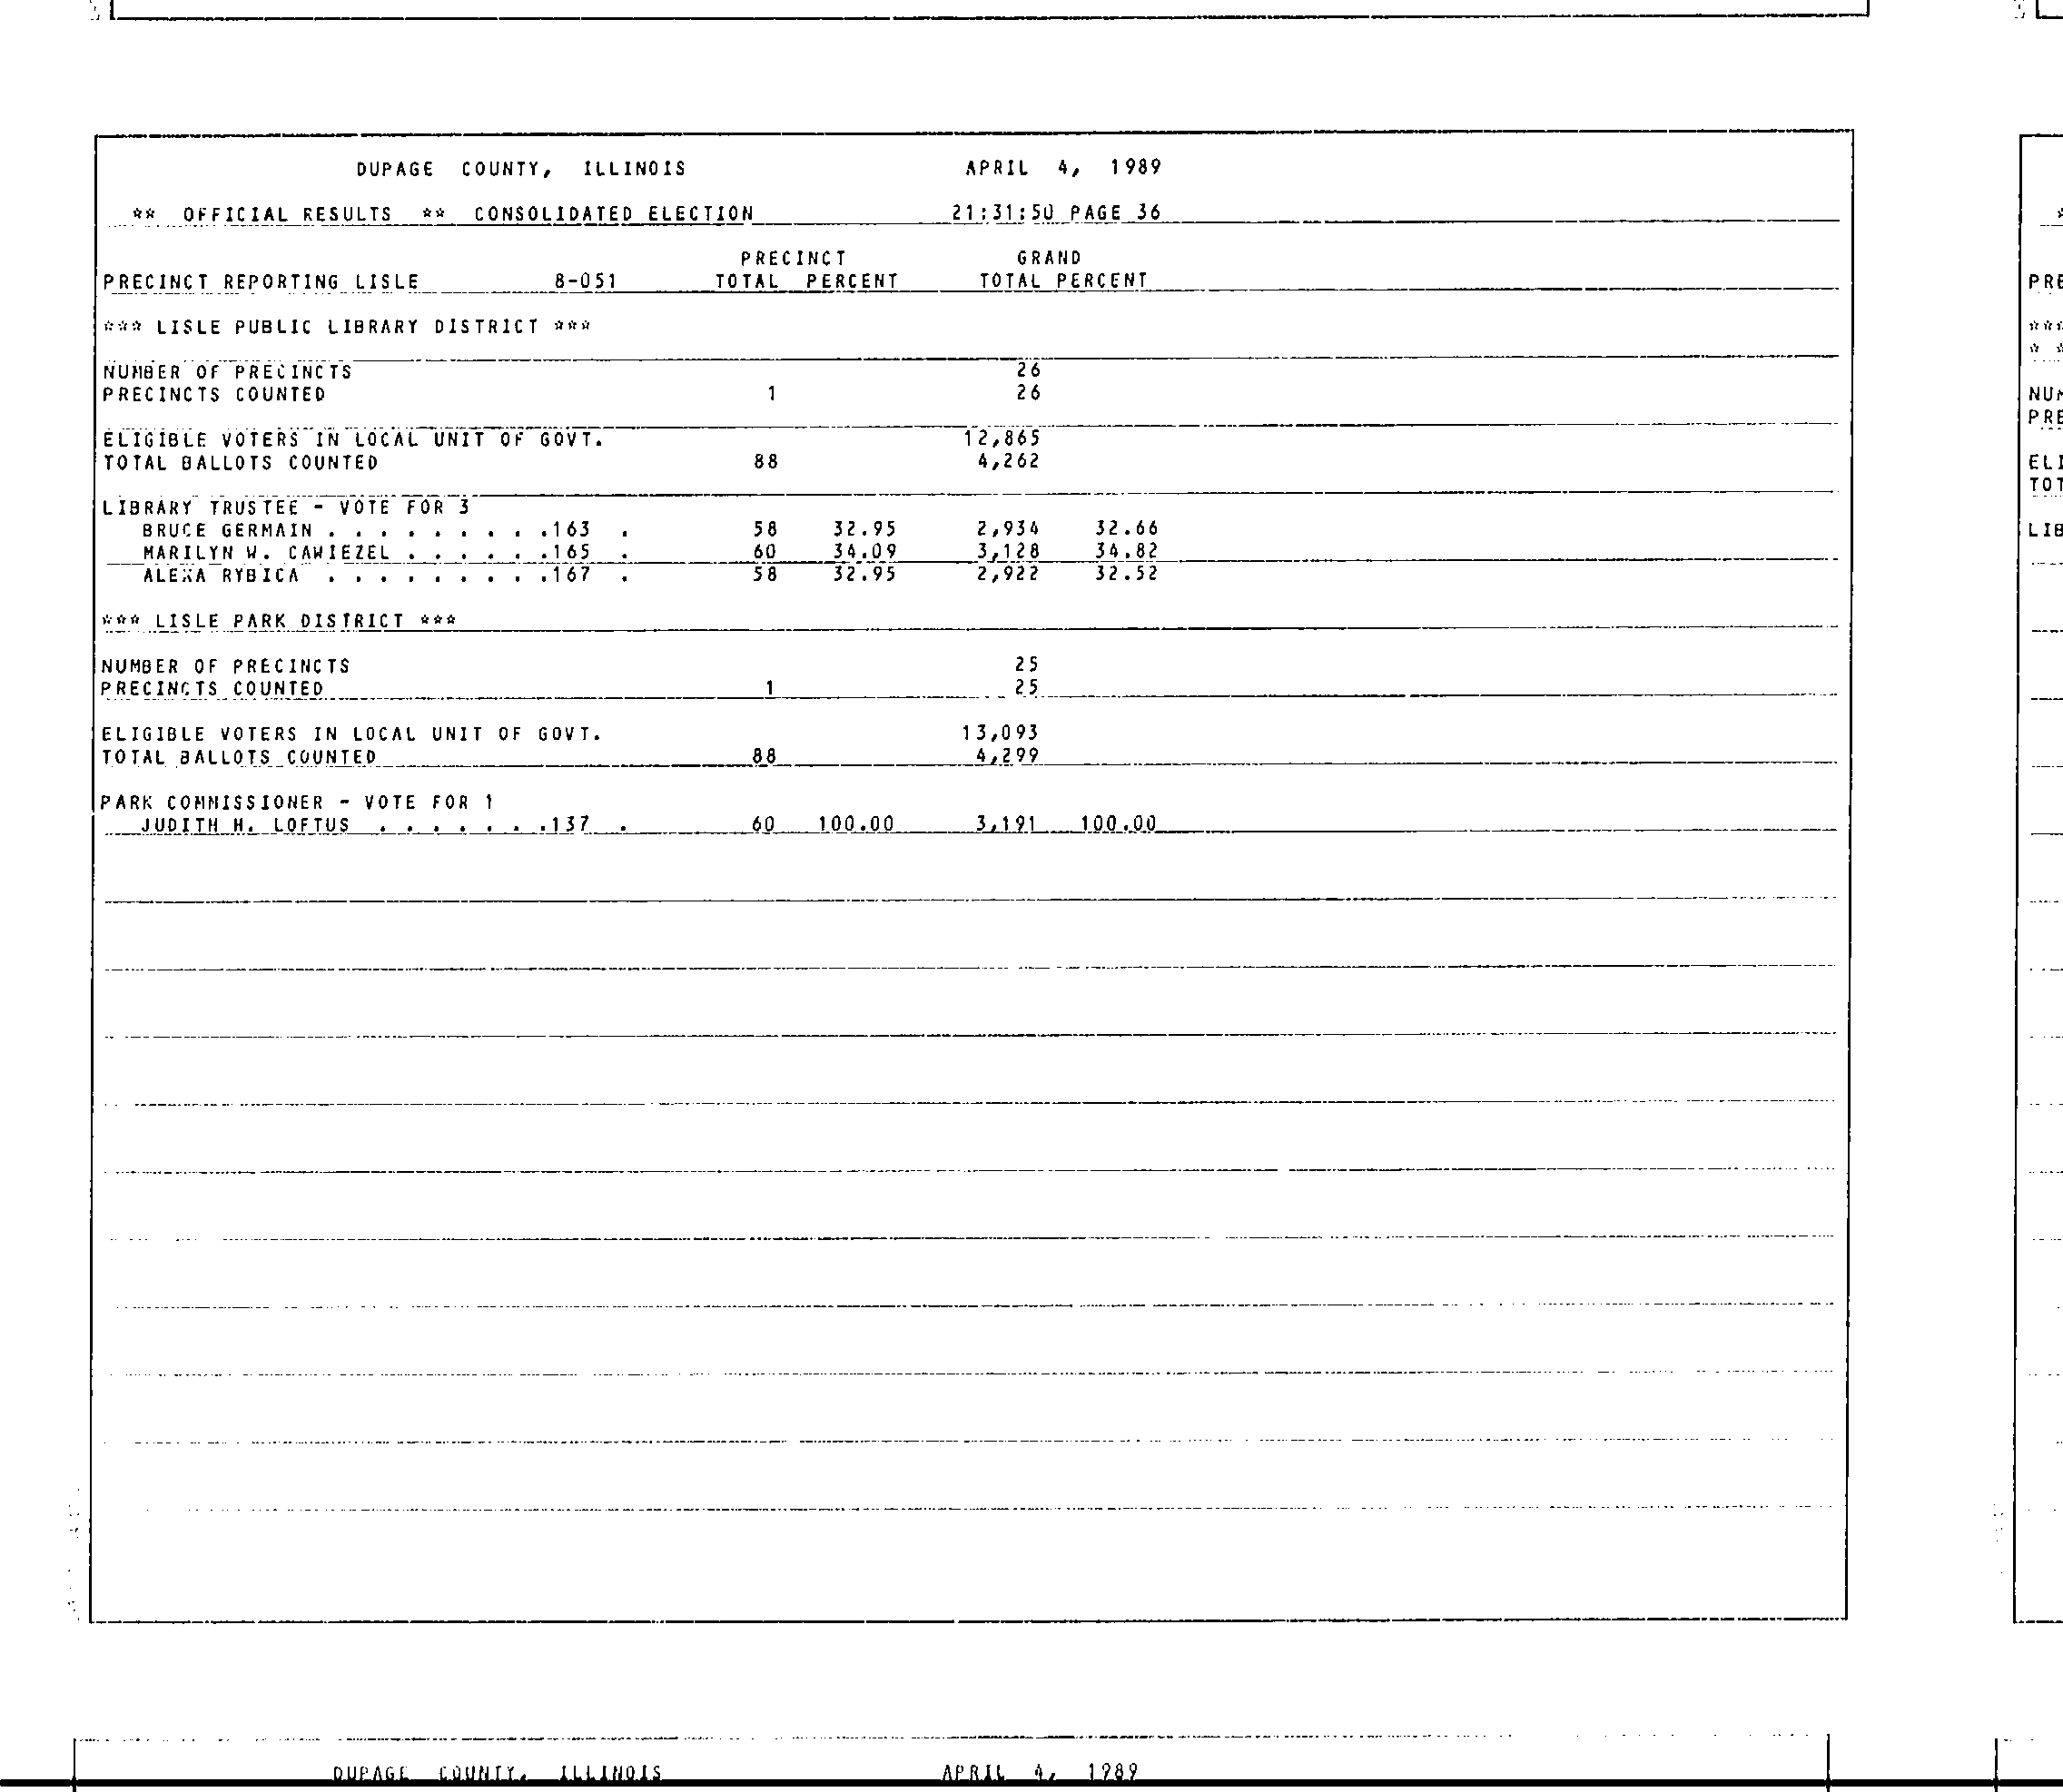 DUPAGE COUNTY, ILLINOIS APRIL 4, 1989
** OFFICIAL RESULTS ** CONSOLIDATED ELECTION 21:31:50 PAGE 36
PRECINCT GRAND
PRECINCT REPORTING LISLE 8-051 TOTAL PERCENT TOTAL PERCENT
*** LISLE PUBLIC LIBRARY DISTRICT ***
NUMBER OF PRECINCTS 26
PRECINCTS COUNTED 1 26
ELIGIBLE VOTERS IN LOCAL UNIT OF GOVT. 12,865
TOTAL BALLOTS COUNTED 88 4,262
LIBRARY TRUSTEE - VOTE FOR 3
BRUCE GERMAIN . . . . . . . . .163 . 58 32.95 2,934 32.66
MARILYN W. CAWIEZEL . . . . . .165 . 60 34.09 3,128 34.82
ALEXA RYBICA . . . . . . . . .167 . 58 32.95 2,922 32.52
*** LISLE PARK DISTRICT ***
NUMBER OF PRECINCTS 25
PRECINCTS COUNTED 1 25
ELIGIBLE VOTERS IN LOCAL UNIT OF GOVT. 13,093
TOTAL BALLOTS COUNTED 88 4,299
PARK COMMISSIONER - VOTE FOR 1
JUDITH H. LOFTUS . . . . . . .137 . 60 100.00 3,191 100.00
DUPAGE COUNTY, ILLINOIS APRIL 4, 1989
PRE
***
NUM
PRE
ELI
TOT
LIB